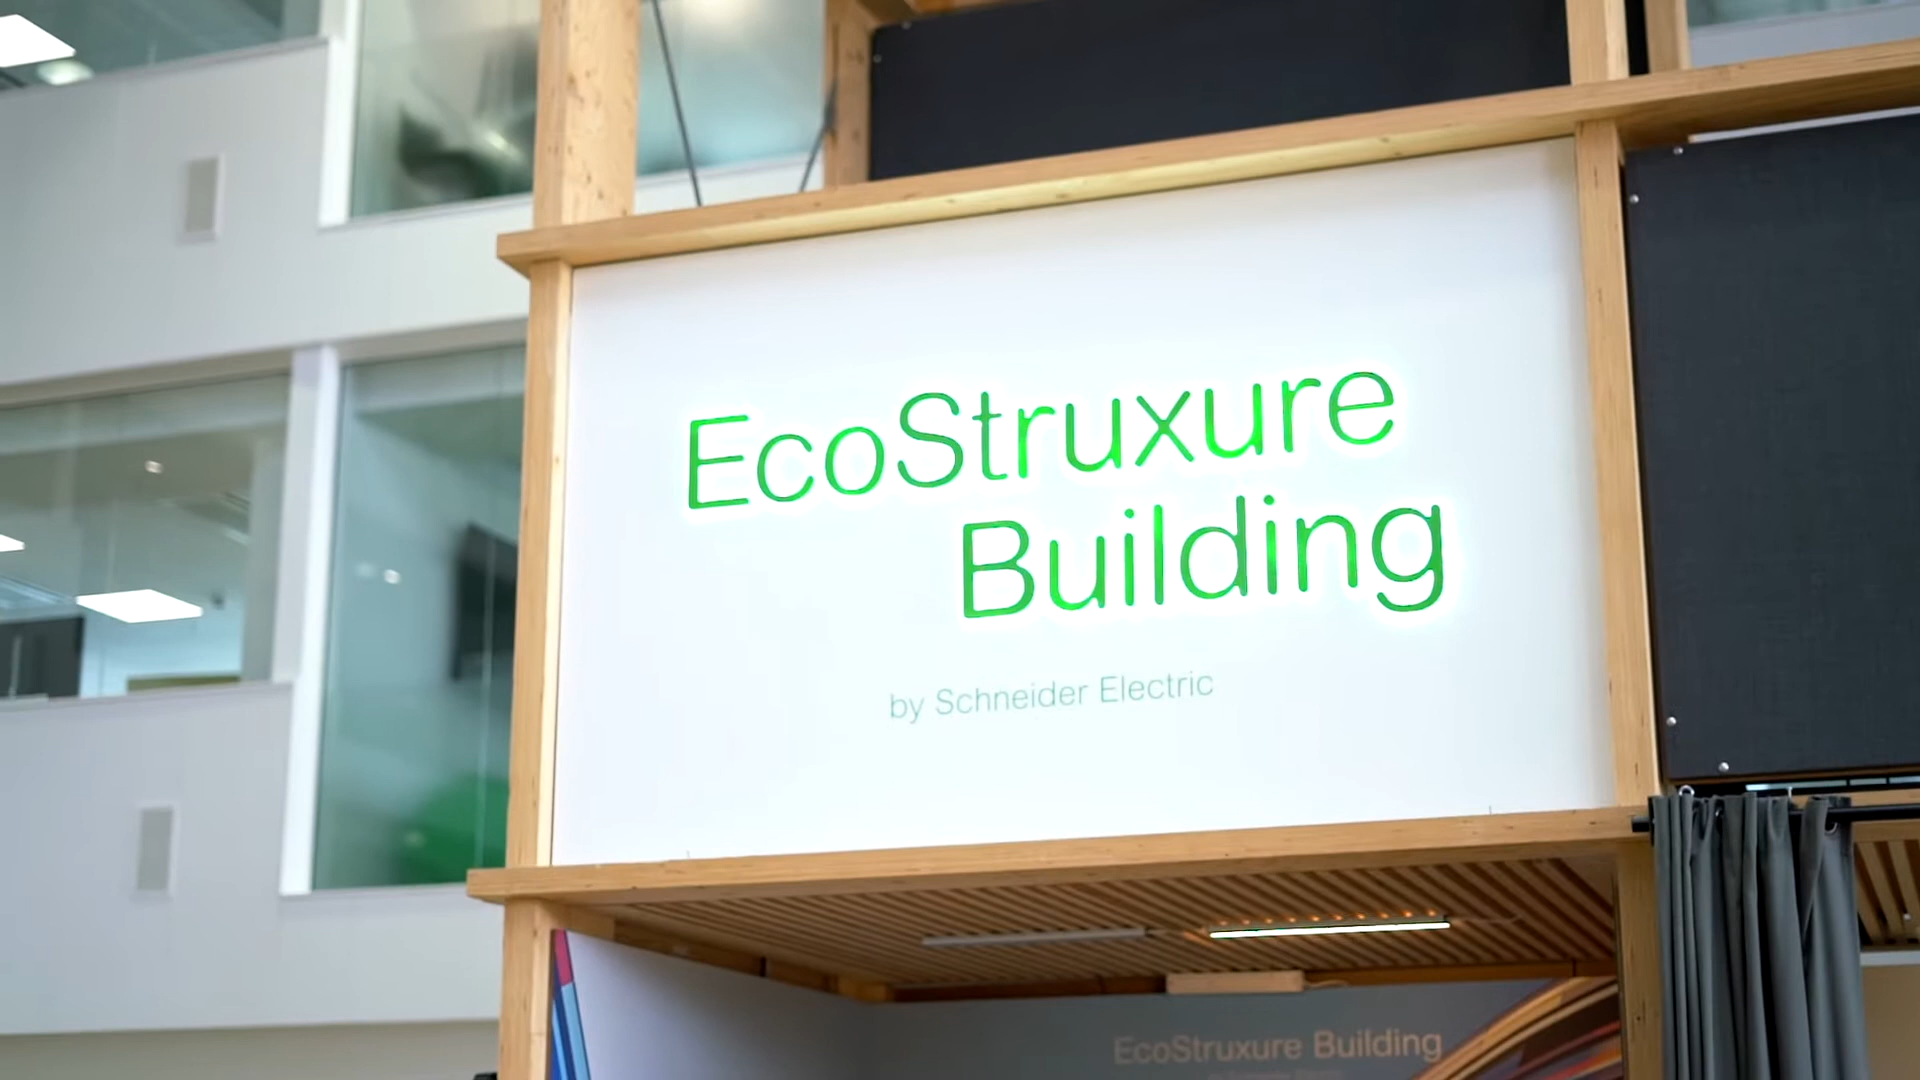 EcoStruxure
Building
by Schneider Electric
EcoStruxure Building